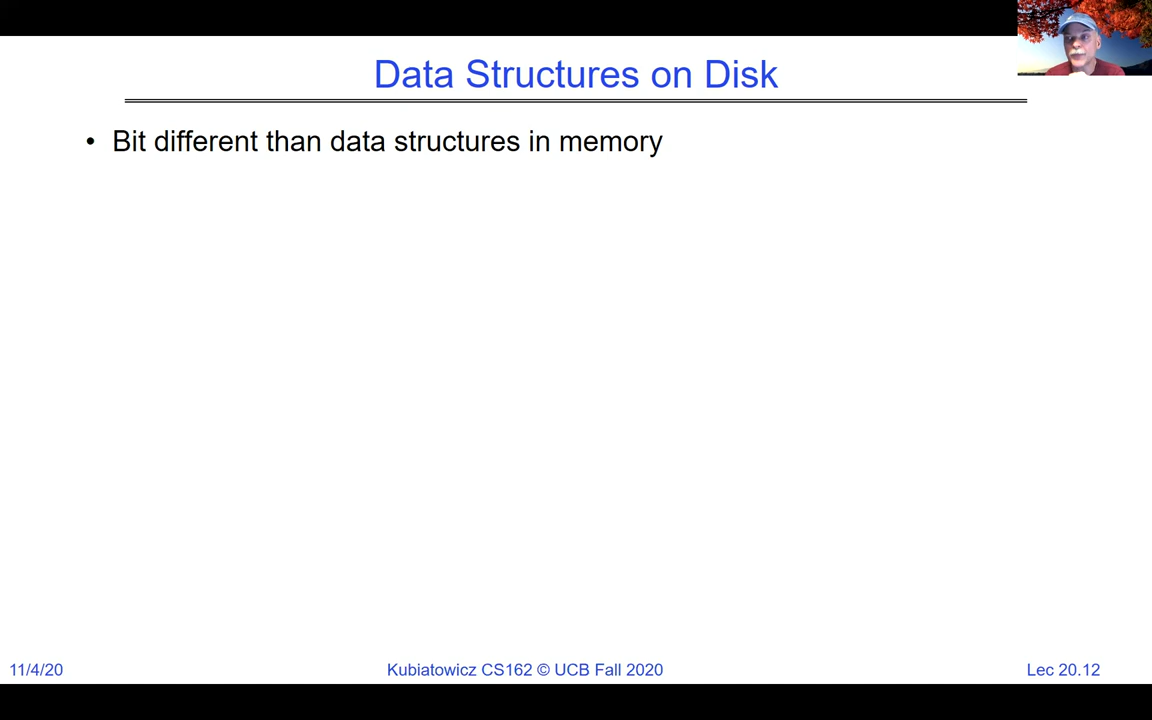 Data Structures on Disk
• Bit different than data structures in memory
11/4/20
Kubiatowicz CS162 © UCB Fall 2020
Lec 20.12